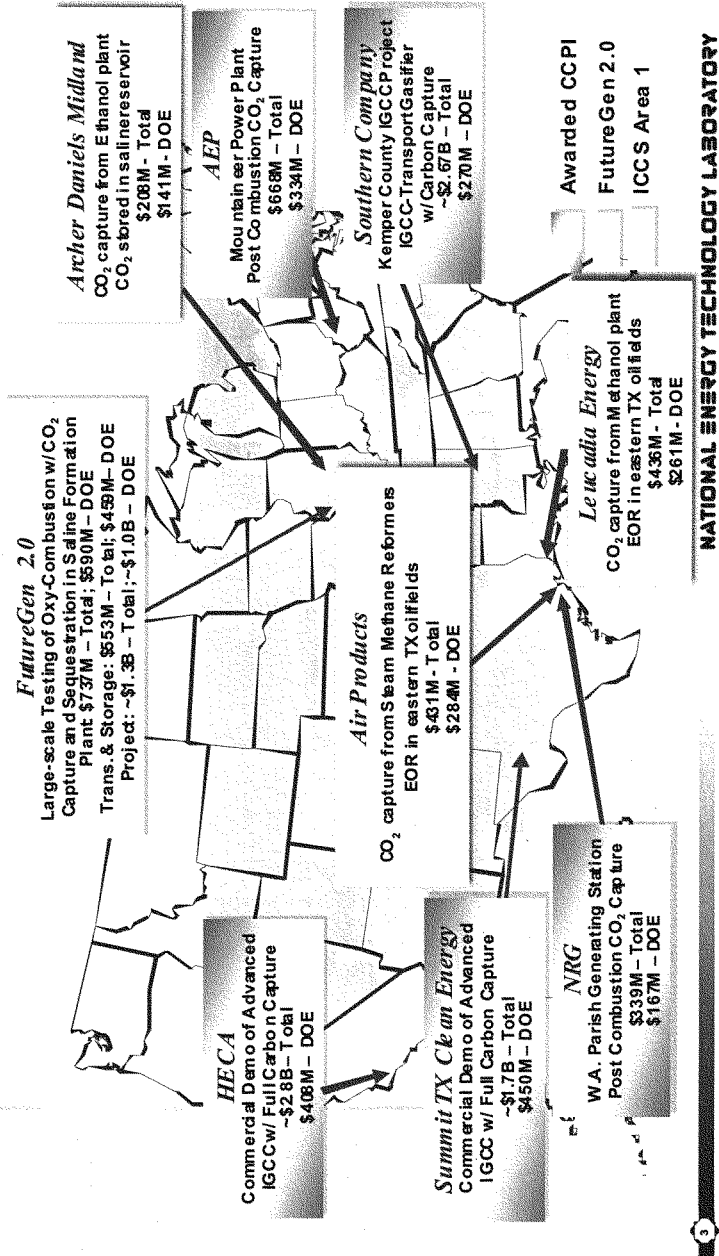 FutureGen 2.0
Large-scale Testing of Oxy-Combustion w/ CO₂
Capture and Sequestration in Saline Formation
Plant $737M – Total; $590M – DOE
Trans. & Storage: $553M – Total; $459M – DOE
Project: ~$1.3B – Total; ~$1.0B – DOE
Archer Daniels Midland
CO₂ capture from Ethanol plant
CO₂ stored in saline reservoir
$208M - Total
$141M - DOE
HECA
Commercial Demo of Advanced
IGCC w/ Full Carbon Capture
~$2.8B – Total
$408M – DOE
AEP
Mountaineer Power Plant
Post Combustion CO₂ Capture
$668M – Total
$334M – DOE
Air Products
CO₂ capture from Steam Methane Reformers
EOR in eastern TX oilfields
$431M - Total
$284M - DOE
Southern Company
Kemper County IGCC Project
IGCC-Transport Gasifier
w/ Carbon Capture
~$2.67B – Total
$270M – DOE
Summit TX Clean Energy
Commercial Demo of Advanced
IGCC w/ Full Carbon Capture
~$1.7B – Total
$450M – DOE
NRG
W.A. Parish Generating Station
Post Combustion CO₂ Capture
$339M – Total
$167M – DOE
Leucadia Energy
CO₂ capture from Methanol plant
EOR in eastern TX oilfields
$436M - Total
$261M - DOE
Awarded CCPI
FutureGen 2.0
ICCS Area 1
3
NATIONAL ENERGY TECHNOLOGY LABORATORY